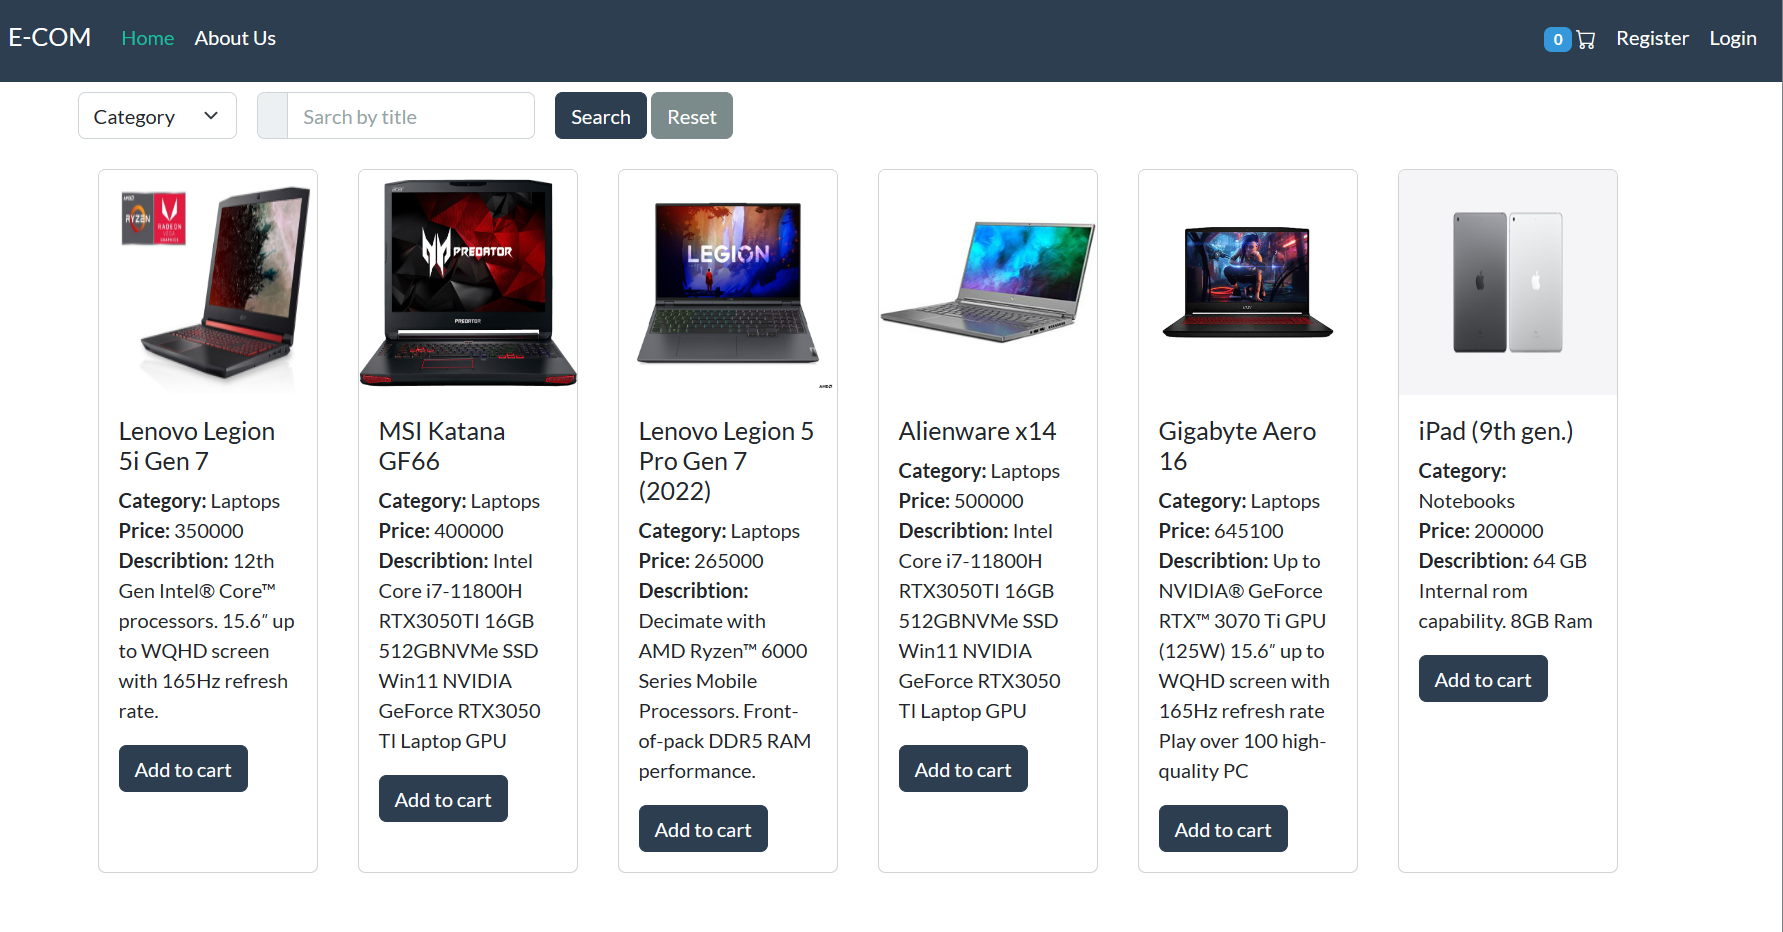 E-COM Home About Us 0 Register Login
Category Sarch by title Search Reset
AMD
RYZEN
RADEON
VEGA
GRAPHICS
Lenovo Legion
5i Gen 7
Category: Laptops
Price: 350000
Describtion: 12th
Gen Intel® Core™
processors. 15.6″ up
to WQHD screen
with 165Hz refresh
rate.
Add to cart
acer
PREDATOR
PREDATOR
MSI Katana
GF66
Category: Laptops
Price: 400000
Describtion: Intel
Core i7-11800H
RTX3050TI 16GB
512GBNVMe SSD
Win11 NVIDIA
GeForce RTX3050
TI Laptop GPU
Add to cart
LEGION
AMD
Lenovo Legion 5
Pro Gen 7
(2022)
Category: Laptops
Price: 265000
Describtion:
Decimate with
AMD Ryzen™ 6000
Series Mobile
Processors. Front-
of-pack DDR5 RAM
performance.
Add to cart
Alienware x14
Category: Laptops
Price: 500000
Describtion: Intel
Core i7-11800H
RTX3050TI 16GB
512GBNVMe SSD
Win11 NVIDIA
GeForce RTX3050
TI Laptop GPU
Add to cart
Gigabyte Aero
16
Category: Laptops
Price: 645100
Describtion: Up to
NVIDIA® GeForce
RTX™ 3070 Ti GPU
(125W) 15.6″ up to
WQHD screen with
165Hz refresh rate
Play over 100 high-
quality PC
Add to cart
iPad (9th gen.)
Category:
Notebooks
Price: 200000
Describtion: 64 GB
Internal rom
capability. 8GB Ram
Add to cart